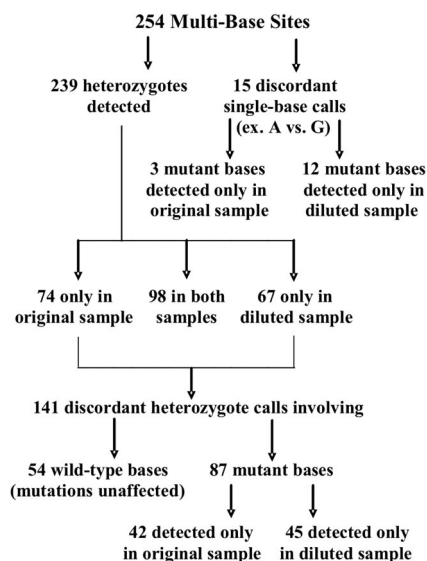 254 Multi-Base Sites
239 heterozygotes
detected
15 discordant
single-base calls
(ex. A vs. G)
3 mutant bases
detected only in
original sample
12 mutant bases
detected only in
diluted sample
74 only in
original sample
98 in both
samples
67 only in
diluted sample
141 discordant heterozygote calls involving
54 wild-type bases
(mutations unaffected)
87 mutant bases
42 detected only
in original sample
45 detected only
in diluted sample